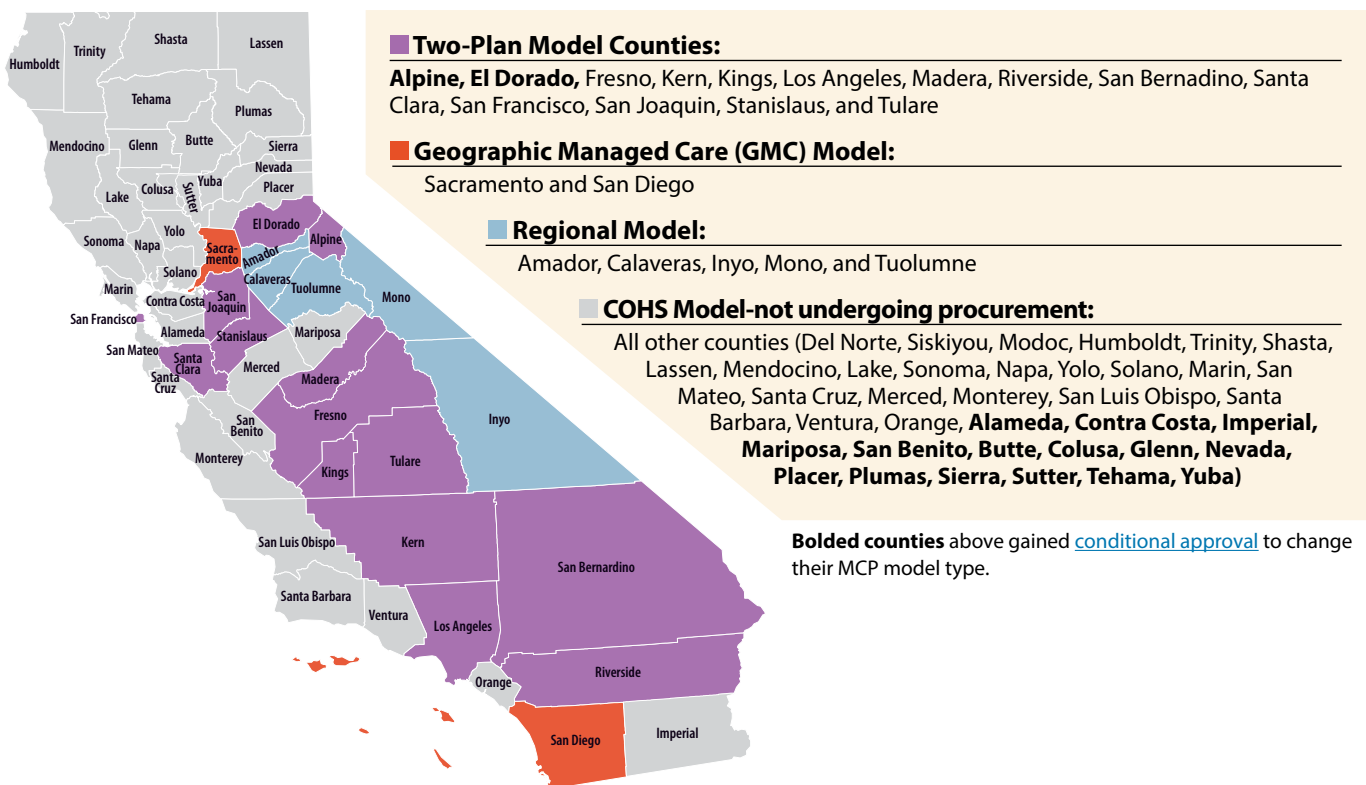 Two-Plan Model Counties:
Alpine, El Dorado, Fresno, Kern, Kings, Los Angeles, Madera, Riverside, San Bernadino, Santa
Clara, San Francisco, San Joaquin, Stanislaus, and Tulare
Geographic Managed Care (GMC) Model:
Sacramento and San Diego
Regional Model:
Amador, Calaveras, Inyo, Mono, and Tuolumne
COHS Model-not undergoing procurement:
All other counties (Del Norte, Siskiyou, Modoc, Humboldt, Trinity, Shasta,
Lassen, Mendocino, Lake, Sonoma, Napa, Yolo, Solano, Marin, San
Mateo, Santa Cruz, Merced, Monterey, San Luis Obispo, Santa
Barbara, Ventura, Orange, Alameda, Contra Costa, Imperial,
Mariposa, San Benito, Butte, Colusa, Glenn, Nevada,
Placer, Plumas, Sierra, Sutter, Tehama, Yuba)
Bolded counties above gained conditional approval to change
their MCP model type.
Humboldt
Trinity
Shasta
Lassen
Tehama
Plumas
Mendocino
Glenn
Butte
Sierra
Nevada
Placer
Yuba
Sutter
Colusa
Lake
El Dorado
Alpine
Sonoma
Napa
Yolo
Sacra-
mento
Amador
Solano
Calaveras
Tuolumne
Mono
Marin
Contra Costa
San
Joaquin
San Francisco
Alameda
Stanislaus
Mariposa
San Mateo
Santa
Clara
Merced
Santa
Cruz
Madera
Fresno
San
Benito
Inyo
Monterey
Kings
Tulare
San Luis Obispo
Kern
San Bernardino
Santa Barbara
Ventura
Los Angeles
Orange
Riverside
San Diego
Imperial